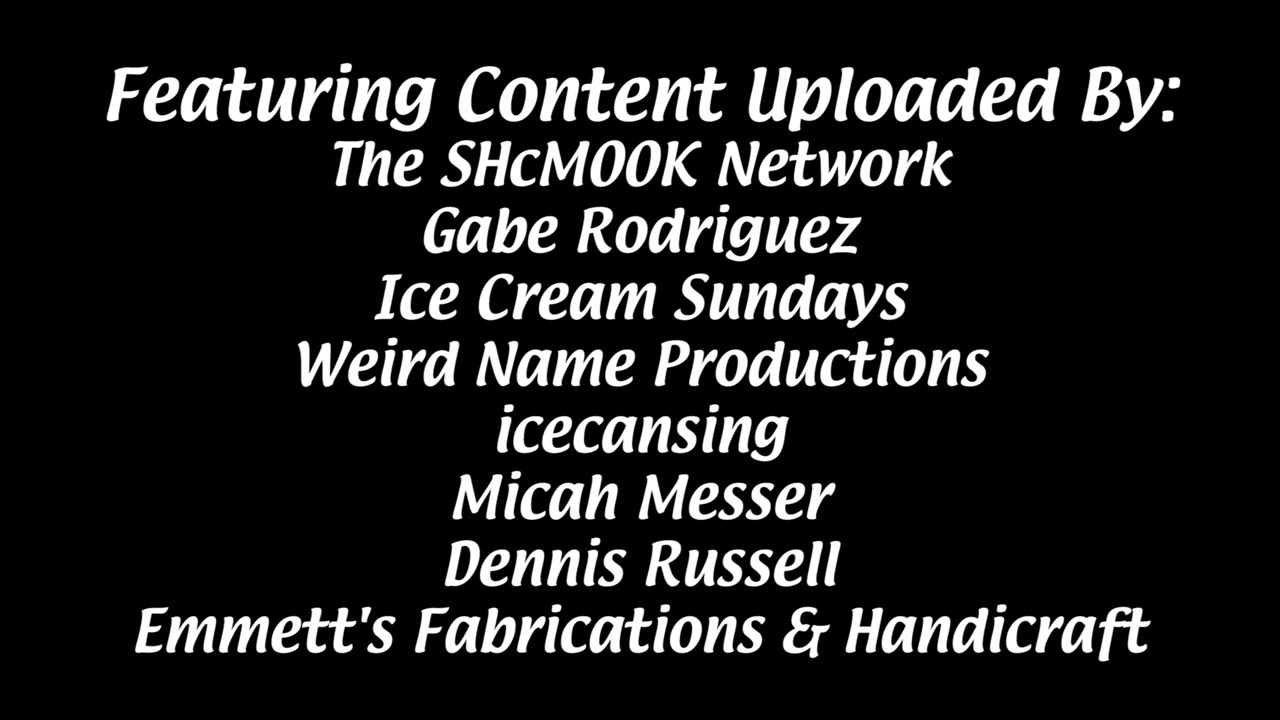 Featuring Content Uploaded By:
The SHcMOOK Network
Gabe Rodriguez
Ice Cream Sundays
Weird Name Productions
icecansing
Micah Messer
Dennis Russell
Emmett's Fabrications & Handicraft